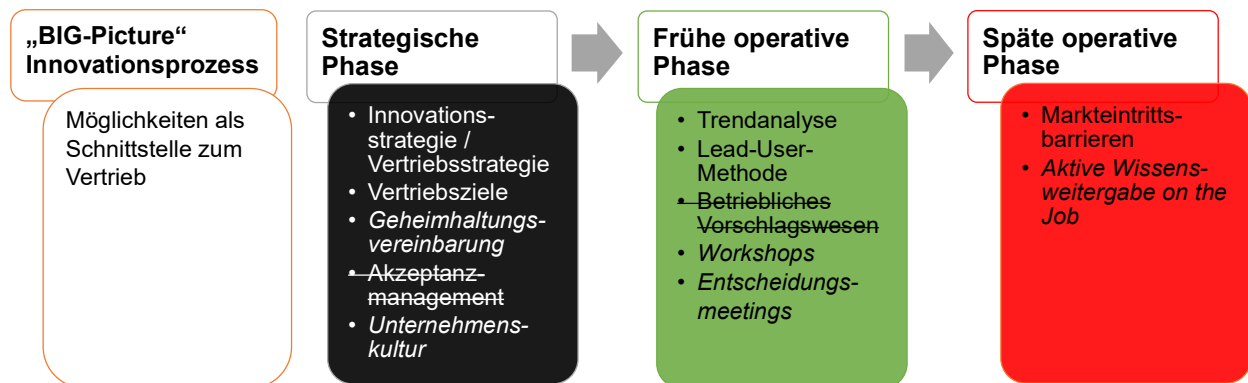 „BIG-Picture“
Innovationsprozess
Möglichkeiten als
Schnittstelle zum
Vertrieb
Strategische
Phase
• Innovations-
strategie /
Vertriebsstrategie
• Vertriebsziele
• Geheimhaltungs-
vereinbarung
• Akzeptanz-
management
• Unternehmens-
kultur
Frühe operative
Phase
• Trendanalyse
• Lead-User-
Methode
• Betriebliches
Vorschlagswesen
• Workshops
• Entscheidungs-
meetings
Späte operative
Phase
• Markteintritts-
barrieren
• Aktive Wissens-
weitergabe on the
Job